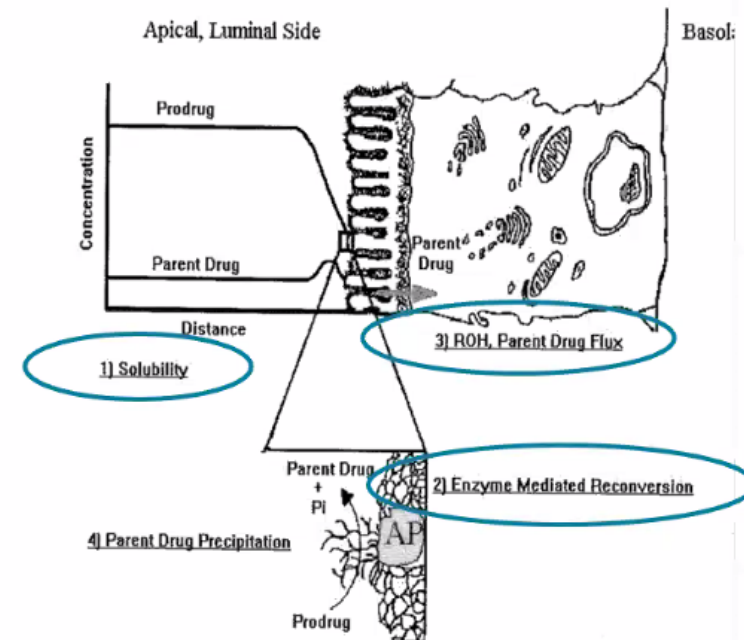 Apical, Luminal Side
Basol
Prodrug
Concentration
Parent Drug
Parent
Drug
Distance
3) ROH, Parent Drug Flux
1) Solubility
Parent Drug
+
Pi
2) Enzyme Mediated Reconversion
AP
4) Parent Drug Precipitation
Prodrug